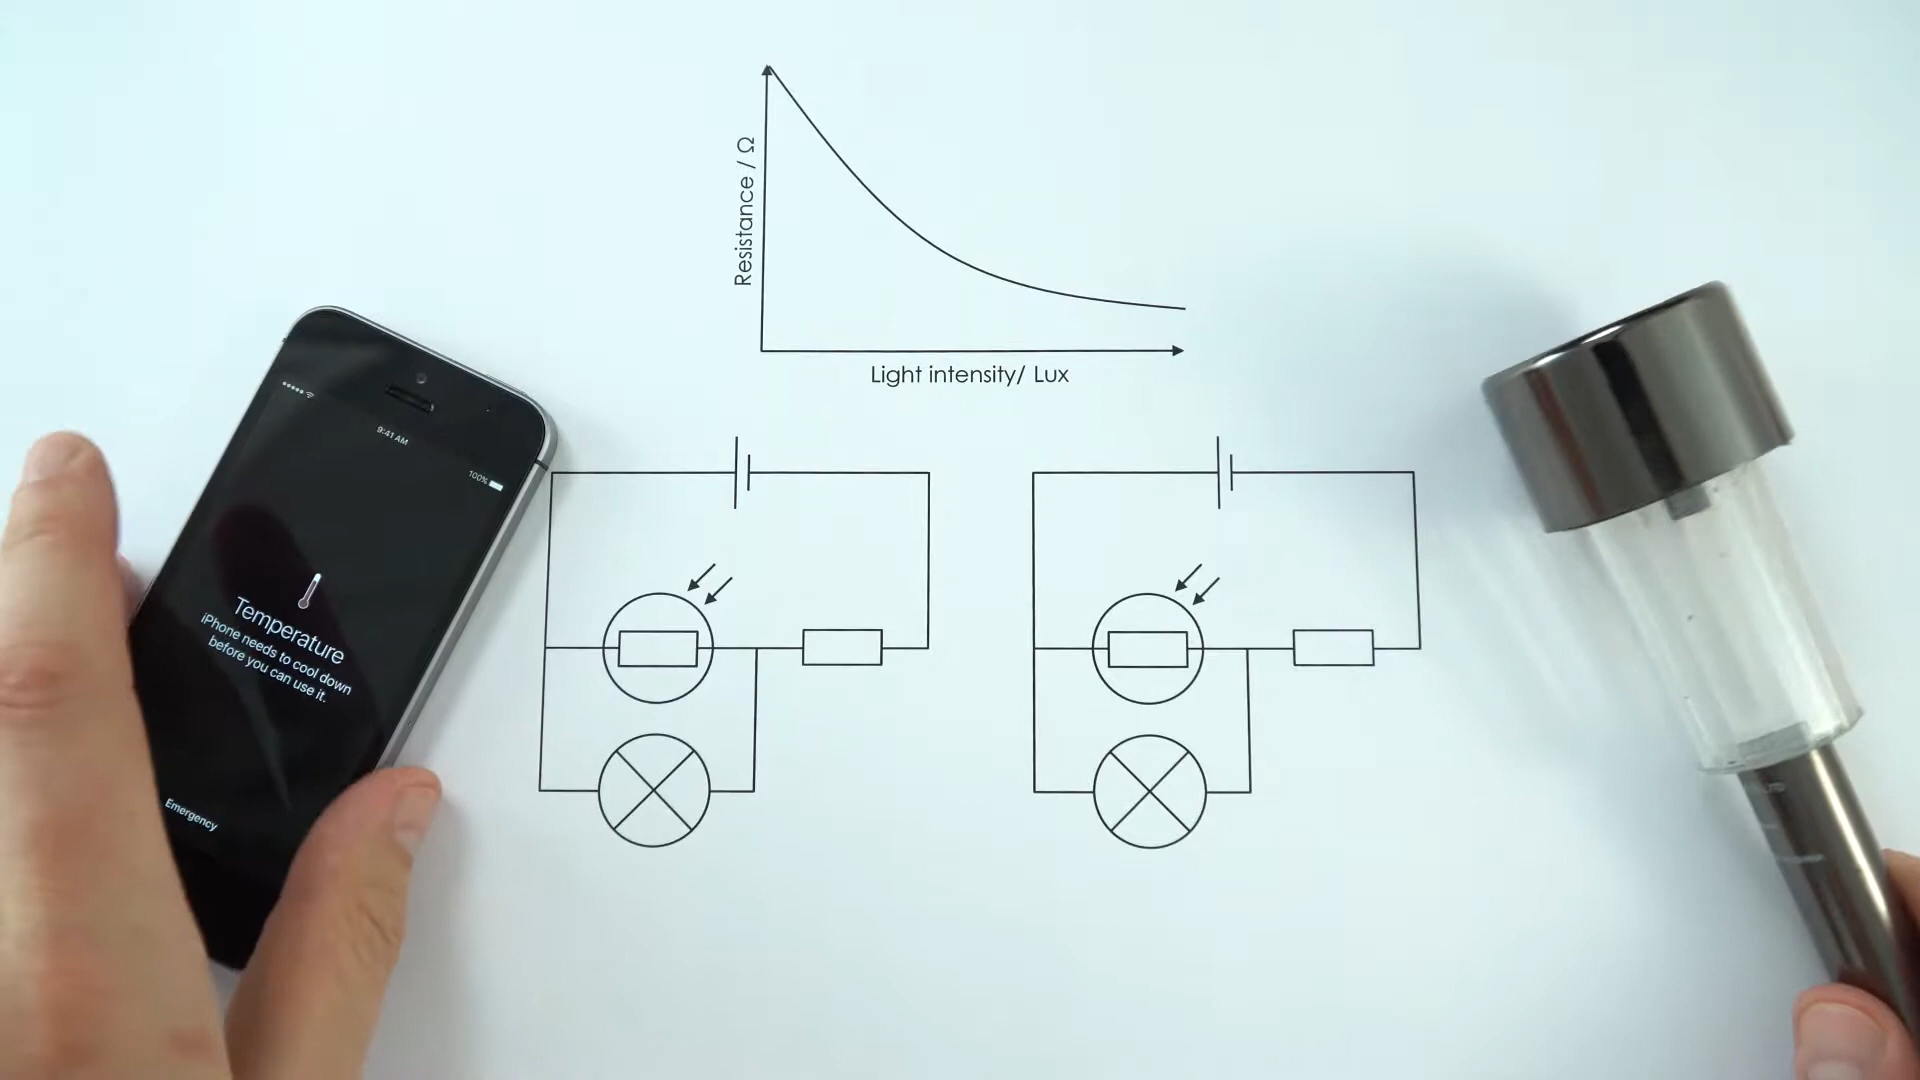 Resistance / Ω
Light intensity/ Lux
9:41 AM
100%
Temperature
iPhone needs to cool down
before you can use it.
Emergency